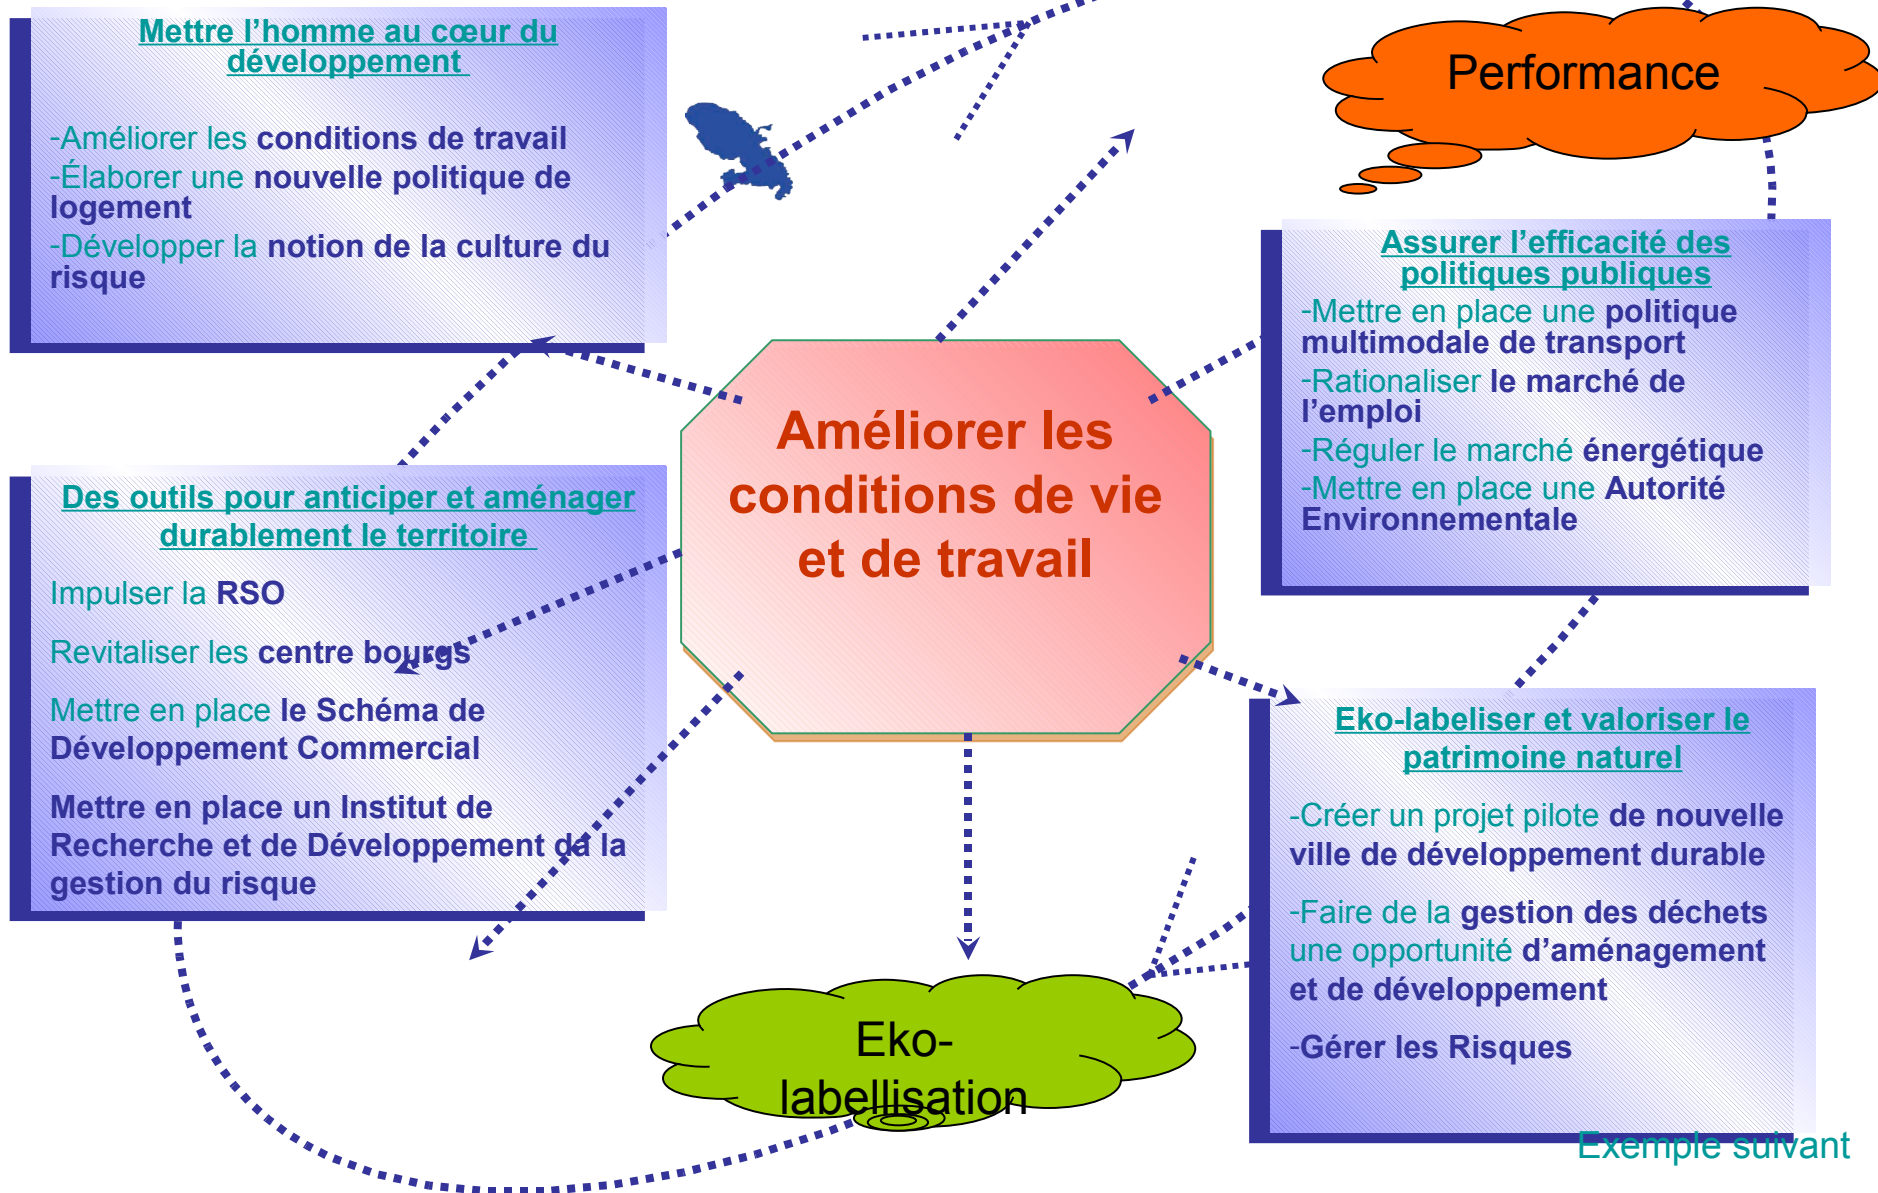 Mettre l’homme au cœur du
développement
-Améliorer les conditions de travail
-Élaborer une nouvelle politique de
logement
-Développer la notion de la culture du
risque
Performance
Assurer l’efficacité des
politiques publiques
-Mettre en place une politique
multimodale de transport
-Rationaliser le marché de
l’emploi
-Réguler le marché énergétique
-Mettre en place une Autorité
Environnementale
Améliorer les
conditions de vie
et de travail
Des outils pour anticiper et aménager
durablement le territoire
Impulser la RSO
Revitaliser les centre bourgs
Mettre en place le Schéma de
Développement Commercial
Mettre en place un Institut de
Recherche et de Développement da la
gestion du risque
Eko-labeliser et valoriser le
patrimoine naturel
-Créer un projet pilote de nouvelle
ville de développement durable
-Faire de la gestion des déchets
une opportunité d’aménagement
et de développement
-Gérer les Risques
Eko-
labellisation
Exemple suivant